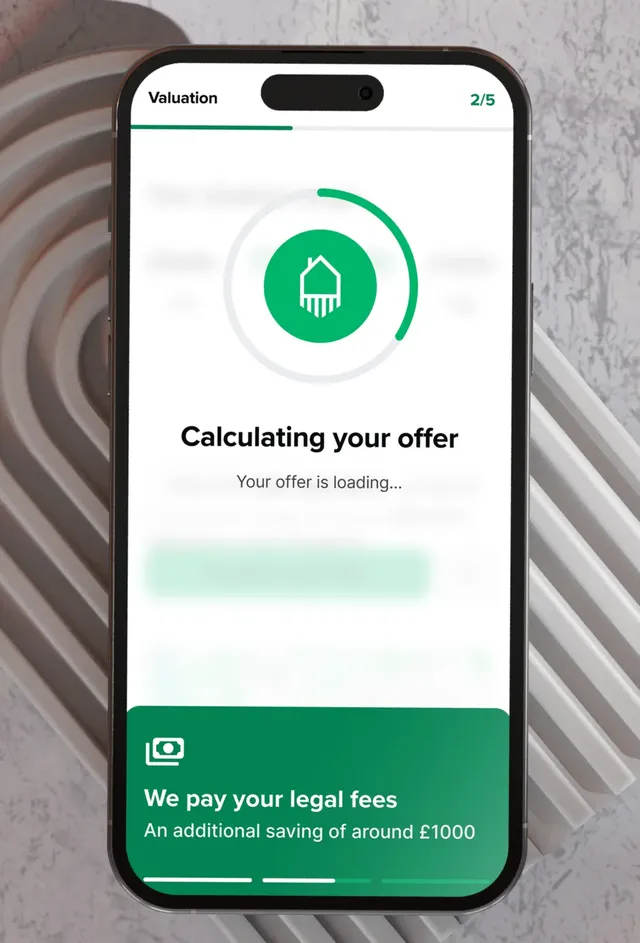 Valuation
2/5
Calculating your offer
Your offer is loading...
We pay your legal fees
An additional saving of around £1000